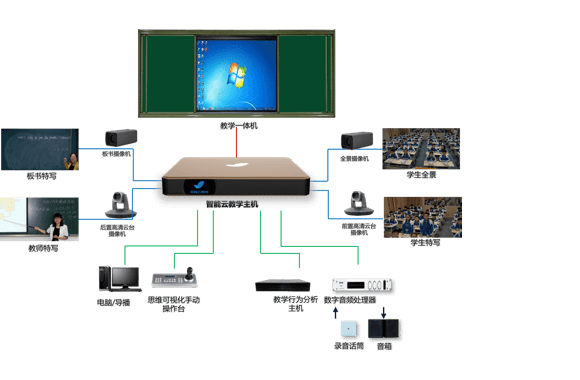 教学一体机
板书摄像机
全景摄像机
板书特写
学生全景
智能云教学主机
后置高清云台
摄像机
前置高清云台
摄像机
教师特写
学生特写
电脑/导播
思维可视化手动
操作台
教学行为分析
主机
数字音频处理器
录音话筒
音箱